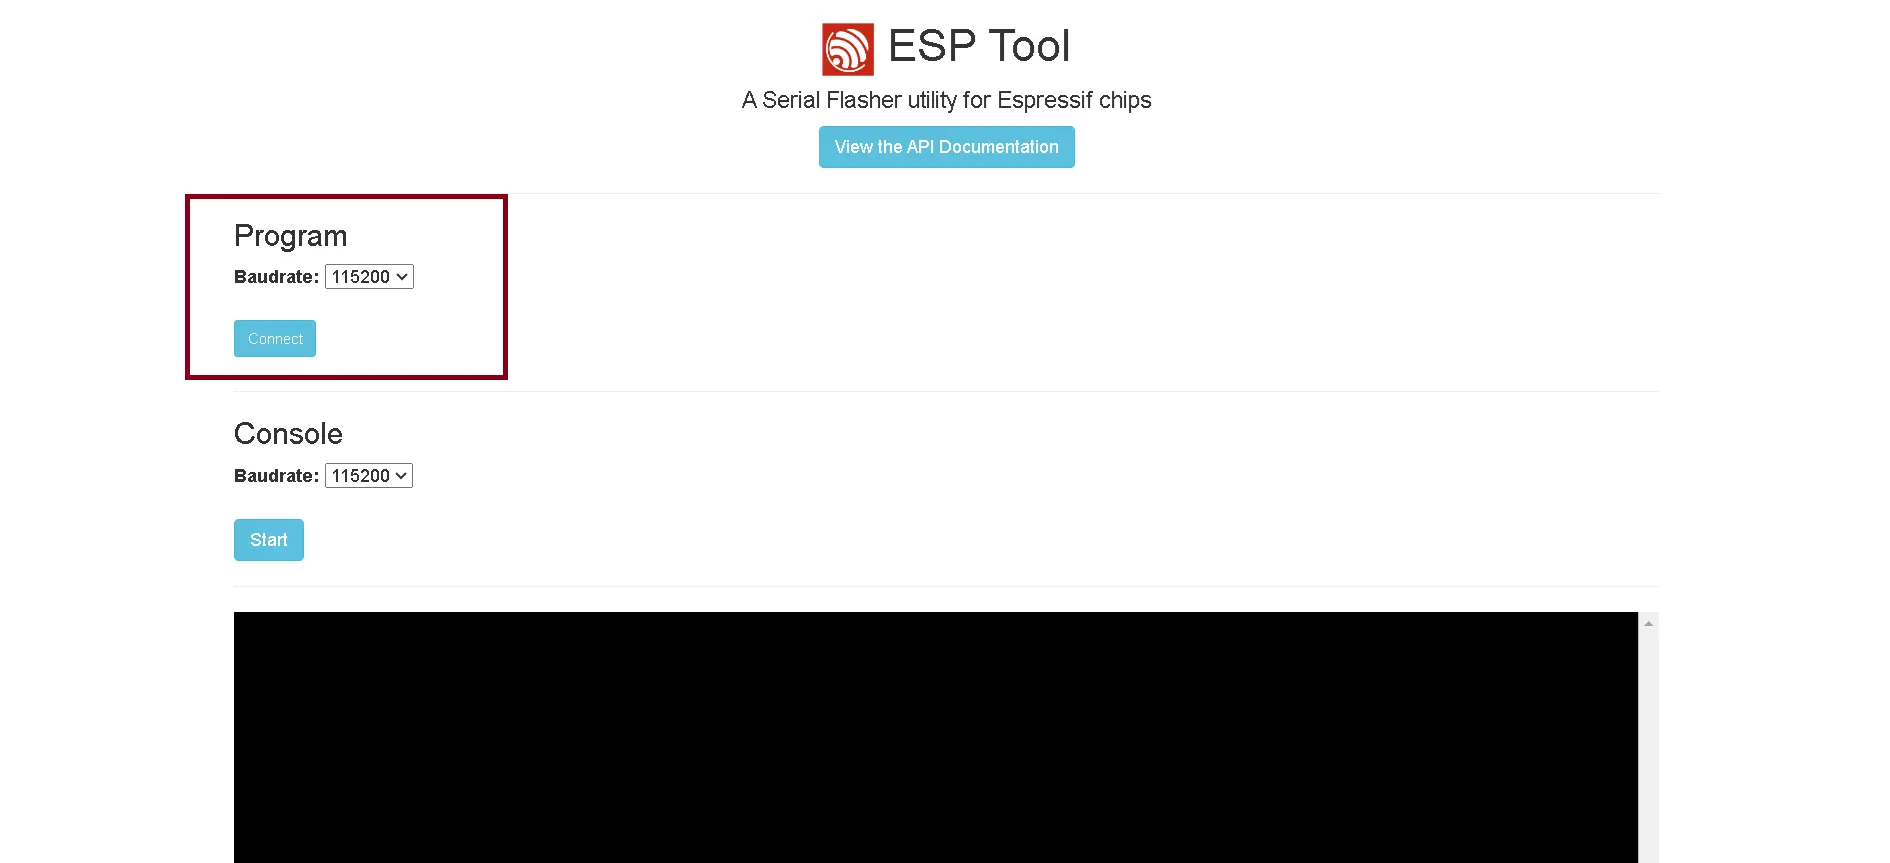 ESP Tool
A Serial Flasher utility for Espressif chips
View the API Documentation
Program
Baudrate: 115200
Connect
Console
Baudrate: 115200
Start